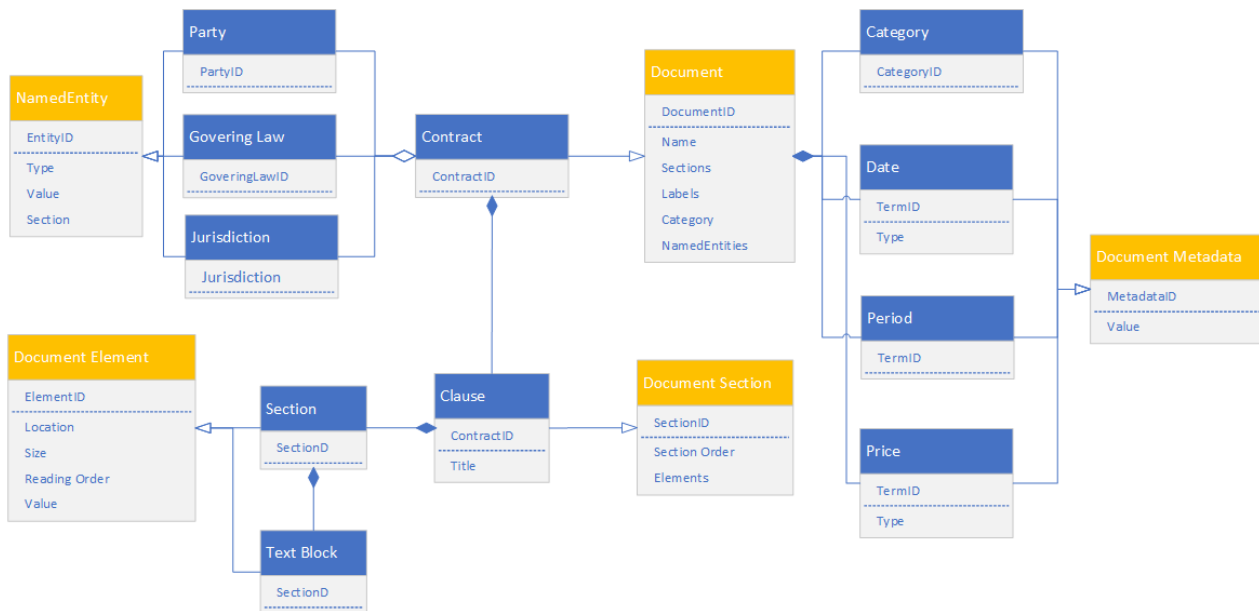 Party
PartyID
NamedEntity
EntityID
Type
Value
Section
Govering Law
GoveringLawID
Jurisdiction
Jurisdiction
Contract
ContractID
Document
DocumentID
Name
Sections
Labels
Category
NamedEntities
Category
CategoryID
Date
TermID
Type
Period
TermID
Price
TermID
Type
Document Metadata
MetadataID
Value
Document Element
ElementID
Location
Size
Reading Order
Value
Section
SectionD
Text Block
SectionD
Clause
ContractID
Title
Document Section
SectionID
Section Order
Elements